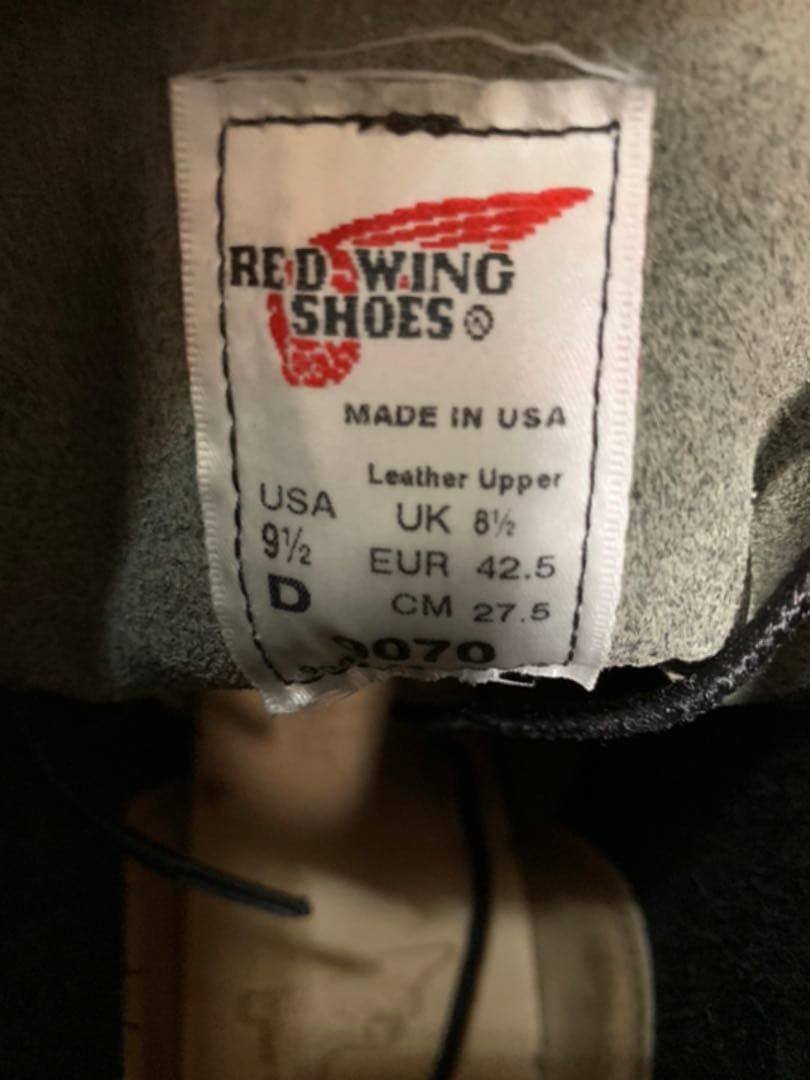 RED WING
SHOES®
MADE IN USA
Leather Upper
USA
9½
D
UK 8½
EUR 42.5
CM 27.5
9070